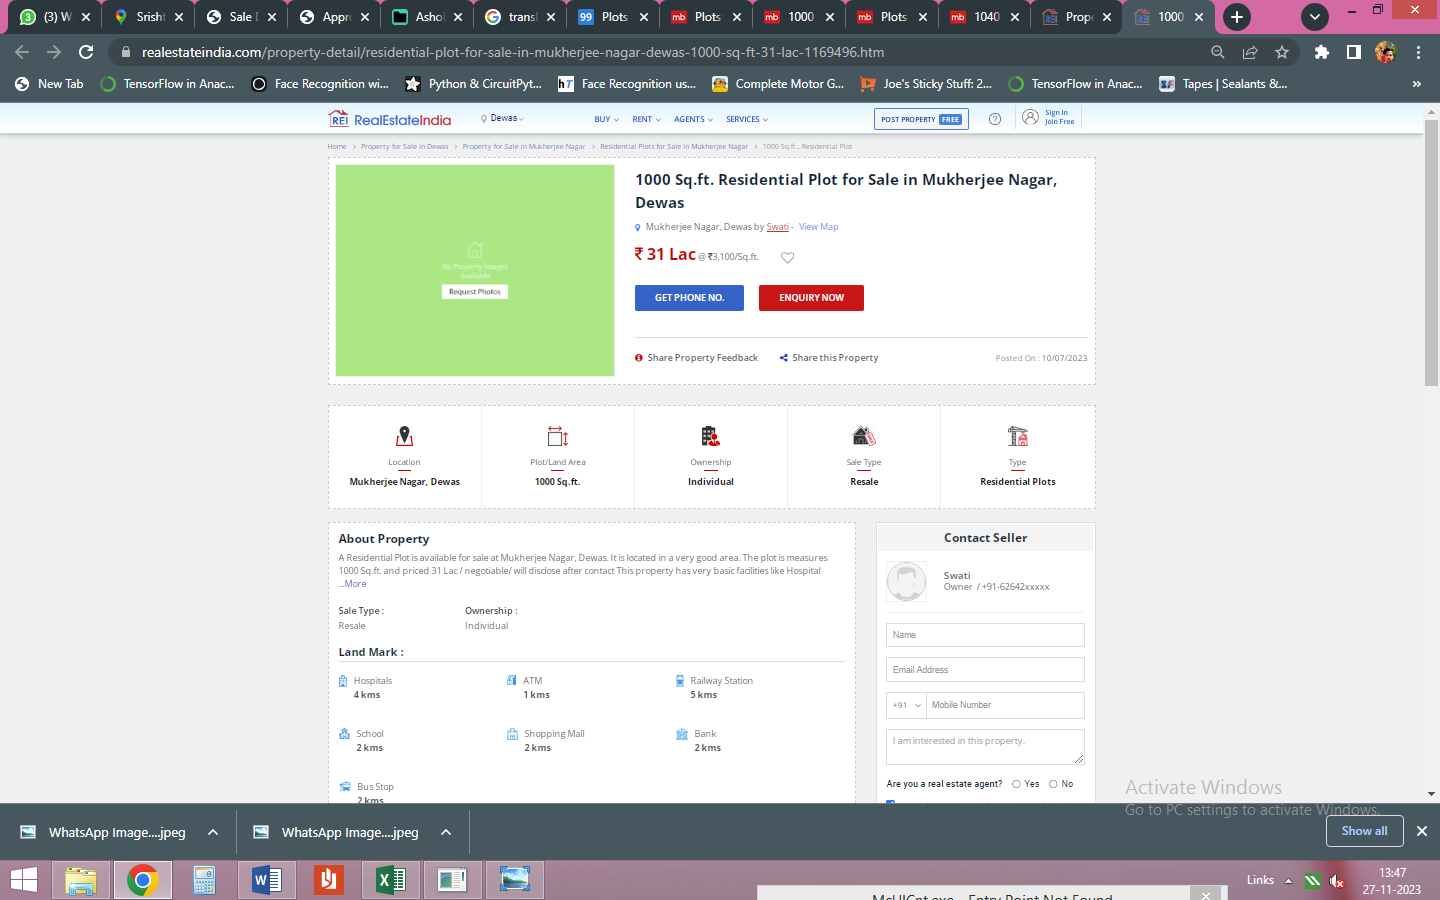 (3) W
Srisht
Sale D
Appro
Ashol
transl
Plots
Plots
1000
Plots
1040
Prope
1000
realestateindia.com/property-detail/residential-plot-for-sale-in-mukherjee-nagar-dewas-1000-sq-ft-31-lac-1169496.htm
New Tab
TensorFlow in Anac...
Face Recognition wi...
Python & CircuitPyt...
Face Recognition us...
Complete Motor G...
Joe's Sticky Stuff: 2...
TensorFlow in Anac...
Tapes | Sealants &...
»
REI RealEstateIndia
Dewas
BUY
RENT
AGENTS
SERVICES
POST PROPERTY FREE
Sign In
Join Free
Home > Property for Sale in Dewas > Property for Sale in Mukherjee Nagar > Residential Plots for Sale in Mukherjee Nagar > 1000 Sq.ft., Residential Plot
No Property Images
Available
Request Photos
1000 Sq.ft. Residential Plot for Sale in Mukherjee Nagar,
Dewas
Mukherjee Nagar, Dewas by Swati - View Map
₹ 31 Lac @ ₹3,100/Sq.ft.
GET PHONE NO.
ENQUIRY NOW
Share Property Feedback
Share this Property
Posted On : 10/07/2023
Location
Mukherjee Nagar, Dewas
Plot/Land Area
1000 Sq.ft.
Ownership
Individual
Sale Type
Resale
Type
Residential Plots
About Property
A Residential Plot is available for sale at Mukherjee Nagar, Dewas. It is located in a very good area. The plot is measures
1000 Sq.ft. and priced 31 Lac / negotiable/ will disclose after contact This property has very basic facilities like Hospital
...More
Sale Type :
Resale
Ownership :
Individual
Land Mark :
Hospitals
4 kms
ATM
1 kms
Railway Station
5 kms
School
2 kms
Shopping Mall
2 kms
Bank
2 kms
Bus Stop
2 kms
Contact Seller
Swati
Owner / +91-62642xxxxx
Name
Email Address
+91
Mobile Number
I am interested in this property.
Are you a real estate agent? Yes No
Activate Windows
Go to PC settings to activate Windows.
WhatsApp Image....jpeg
WhatsApp Image....jpeg
Show all
Links
13:47
27-11-2023
McUICnt.exe - Entry Point Not Found